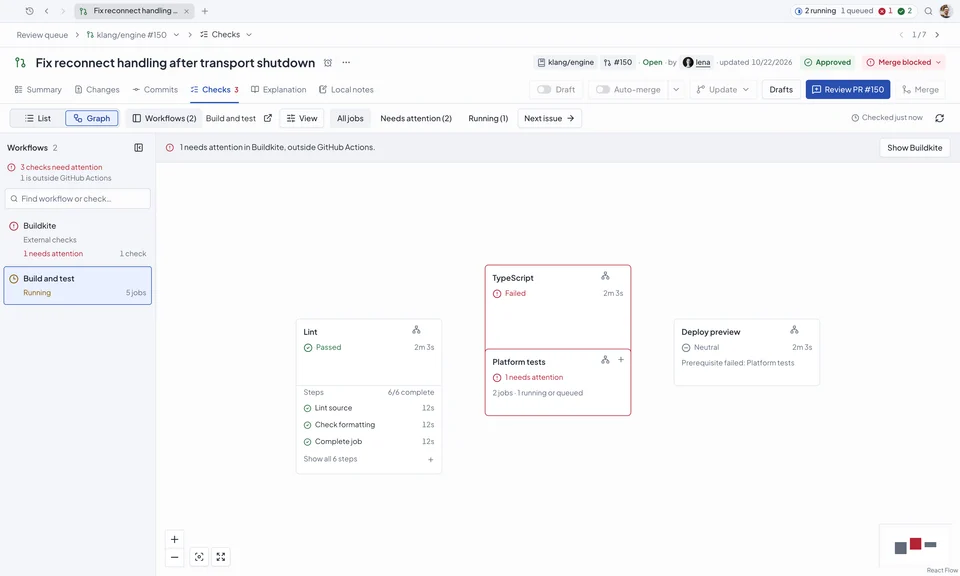 Fix reconnect handling ...
2 running 1 queued 1 2
Review queue klang/engine #150 Checks 1/7
Fix reconnect handling after transport shutdown klang/engine #150 · Open · by lena · updated 10/22/2026 Approved Merge blocked
Summary Changes Commits Checks 3 Explanation Local notes Draft Auto-merge Update Drafts Review PR #150 Merge
List Graph Workflows (2) Build and test View All jobs Needs attention (2) Running (1) Next issue Checked just now
Workflows 2
3 checks need attention
1 is outside GitHub Actions
Find workflow or check...
Buildkite
External checks
1 needs attention 1 check
Build and test
Running 5 jobs
1 needs attention in Buildkite, outside GitHub Actions. Show Buildkite
Lint
Passed 2m 3s
Steps 6/6 complete
Lint source 12s
Check formatting 12s
Complete job 12s
Show all 6 steps +
TypeScript
Failed 2m 3s
Platform tests +
1 needs attention
2 jobs · 1 running or queued
Deploy preview
Neutral 2m 3s
Prerequisite failed: Platform tests
React Flow